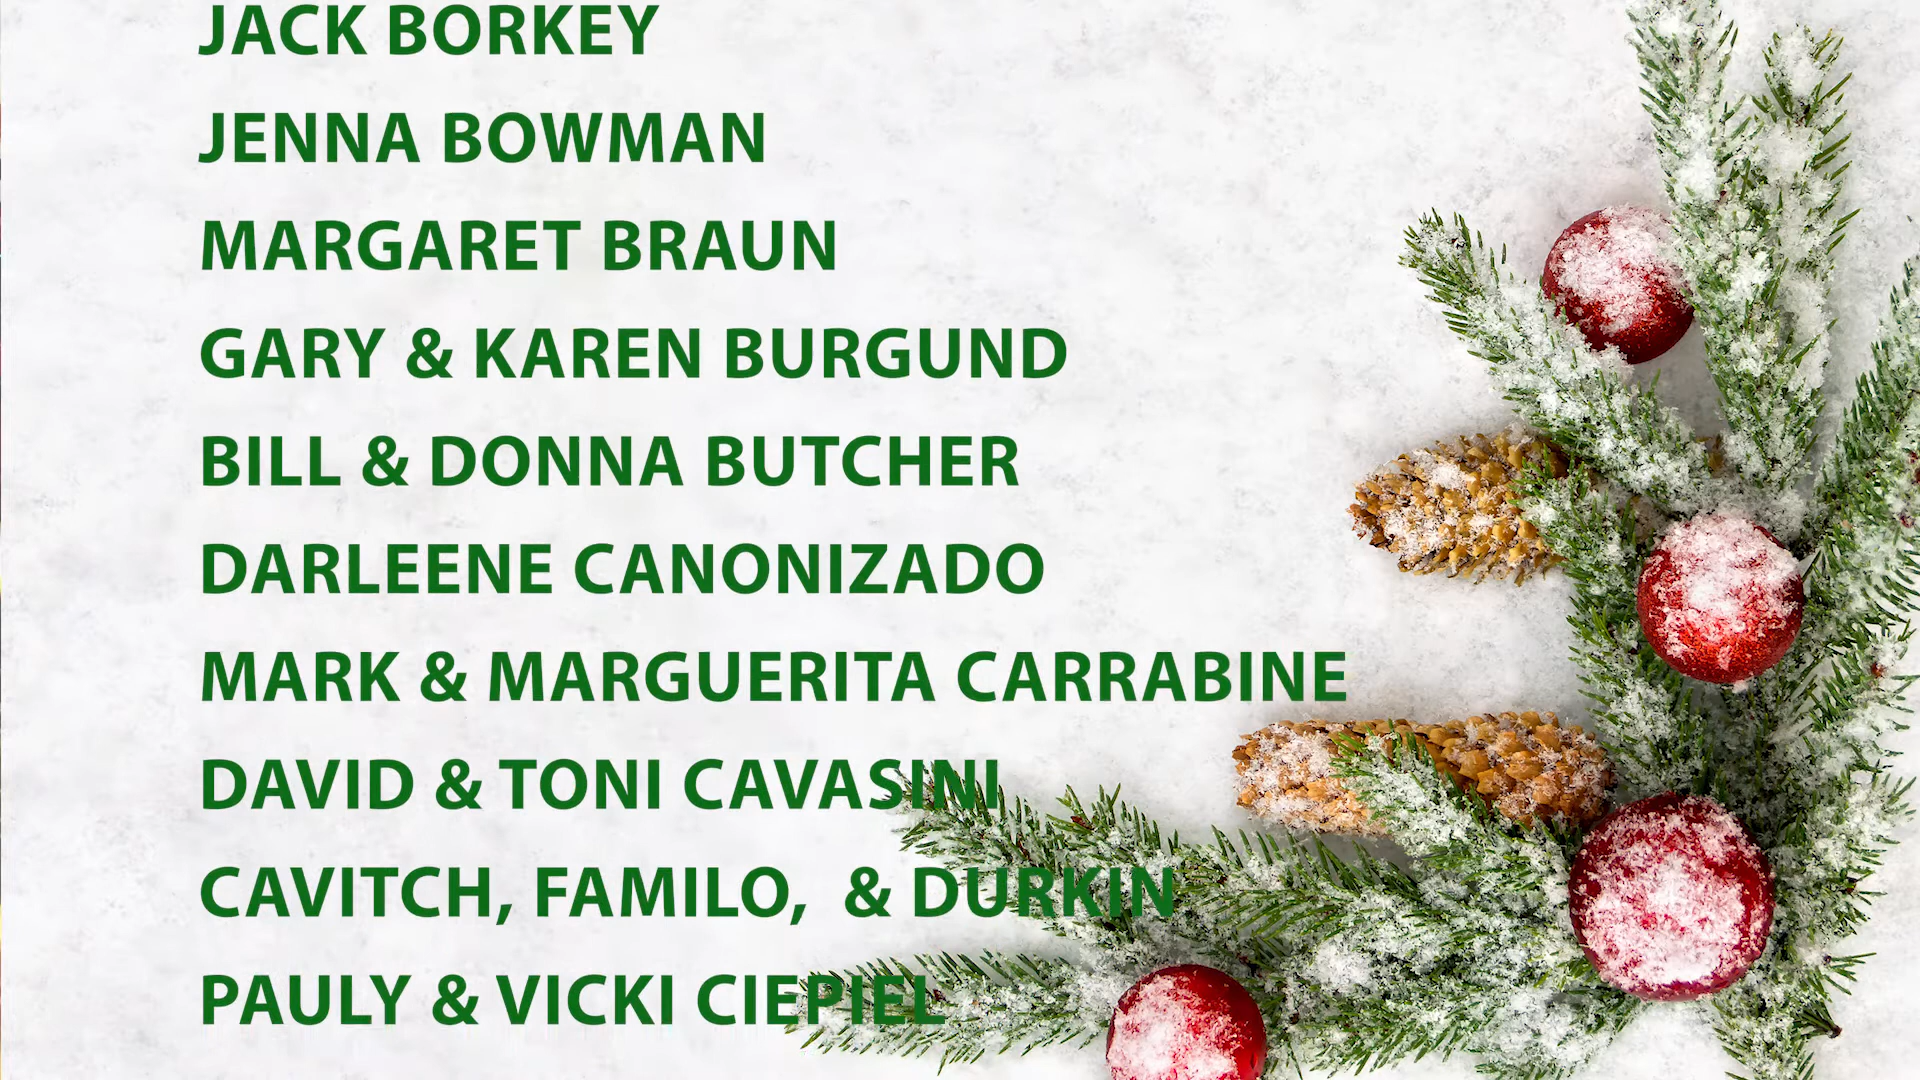 JACK BORKEY
JENNA BOWMAN
MARGARET BRAUN
GARY & KAREN BURGUND
BILL & DONNA BUTCHER
DARLEENE CANONIZADO
MARK & MARGUERITA CARRABINE
DAVID & TONI CAVASINI
CAVITCH, FAMILO,  & DURKIN
PAULY & VICKI CIEPIEL